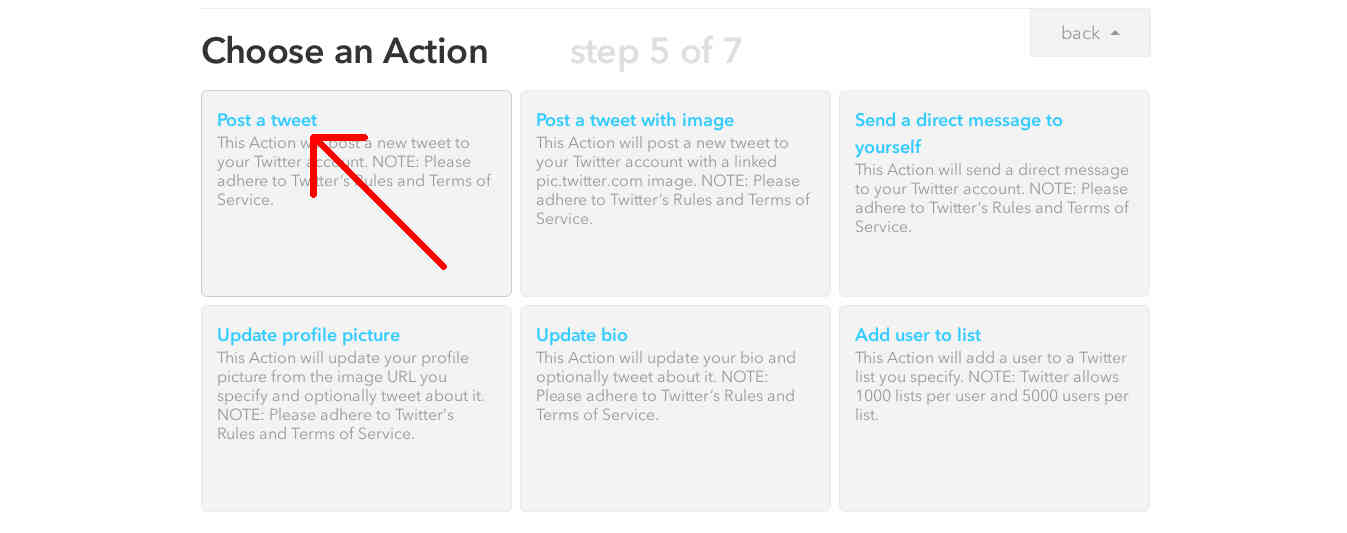 Choose an Action step 5 of 7
back
Post a tweet
This Action will post a new tweet to
your Twitter account. NOTE: Please
adhere to Twitter's Rules and Terms of
Service.
Post a tweet with image
This Action will post a new tweet to
your Twitter account with a linked
pic.twitter.com image. NOTE: Please
adhere to Twitter's Rules and Terms of
Service.
Send a direct message to
yourself
This Action will send a direct message
to your Twitter account. NOTE: Please
adhere to Twitter's Rules and Terms of
Service.
Update profile picture
This Action will update your profile
picture from the image URL you
specify and optionally tweet about it.
NOTE: Please adhere to Twitter's
Rules and Terms of Service.
Update bio
This Action will update your bio and
optionally tweet about it. NOTE:
Please adhere to Twitter's Rules and
Terms of Service.
Add user to list
This Action will add a user to a Twitter
list you specify. NOTE: Twitter allows
1000 lists per user and 5000 users per
list.